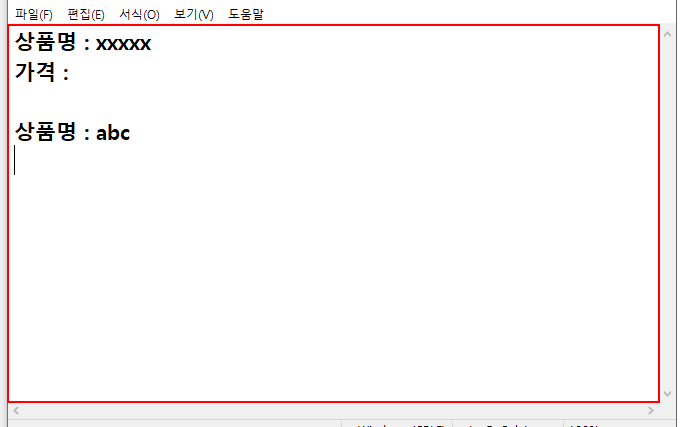 파일(F) 편집(E) 서식(O) 보기(V) 도움말
상품명 : xxxxx
가격 :
상품명 : abc